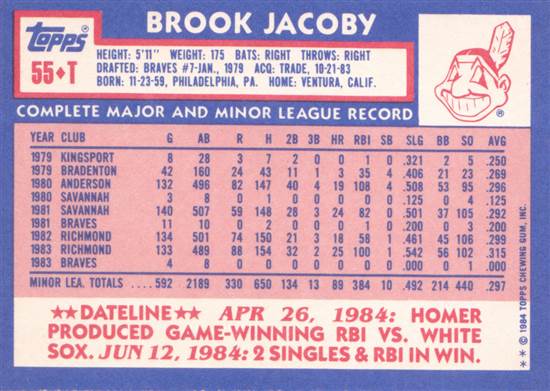 BROOK JACOBY
Topps
55♦T
HEIGHT: 5'11" WEIGHT: 175 BATS: RIGHT THROWS: RIGHT
DRAFTED: BRAVES #7-JAN., 1979 ACQ: TRADE, 10-21-83
BORN: 11-23-59, PHILADELPHIA, PA. HOME: VENTURA, CALIF.
®
COMPLETE MAJOR AND MINOR LEAGUE RECORD
YEAR CLUB G AB R H 2B 3B HR RBI SB SLG BB SO AVG
1979 KINGSPORT 8 28 3 7 2 0 0 1 0 .321 2 5 .250
1979 BRADENTON 42 160 24 43 11 1 3 35 4 .406 21 23 .269
1980 ANDERSON 132 496 82 147 40 4 19 108 4 .508 53 95 .296
1980 SAVANNAH 3 8 0 1 0 0 0 0 0 .125 0 4 .125
1981 SAVANNAH 140 507 59 148 28 3 24 82 0 .501 37 105 .292
1981 BRAVES 11 10 0 2 0 0 0 3 0 .200 0 3 .200
1982 RICHMOND 134 501 74 150 21 3 18 58 1 .461 45 106 .299
1983 RICHMOND 133 489 88 154 32 2 25 100 1 .542 56 102 .315
1983 BRAVES 4 8 0 0 0 0 0 0 0 .000 0 1 .000
MINOR LEA. TOTALS ....592 2189 330 650 134 13 89 384 10 .492 214 440 .297
★★DATELINE★★ APR 26, 1984: HOMER
PRODUCED GAME-WINNING RBI VS. WHITE
SOX. JUN 12, 1984: 2 SINGLES & RBI IN WIN.
** © 1984 TOPPS CHEWING GUM, INC.